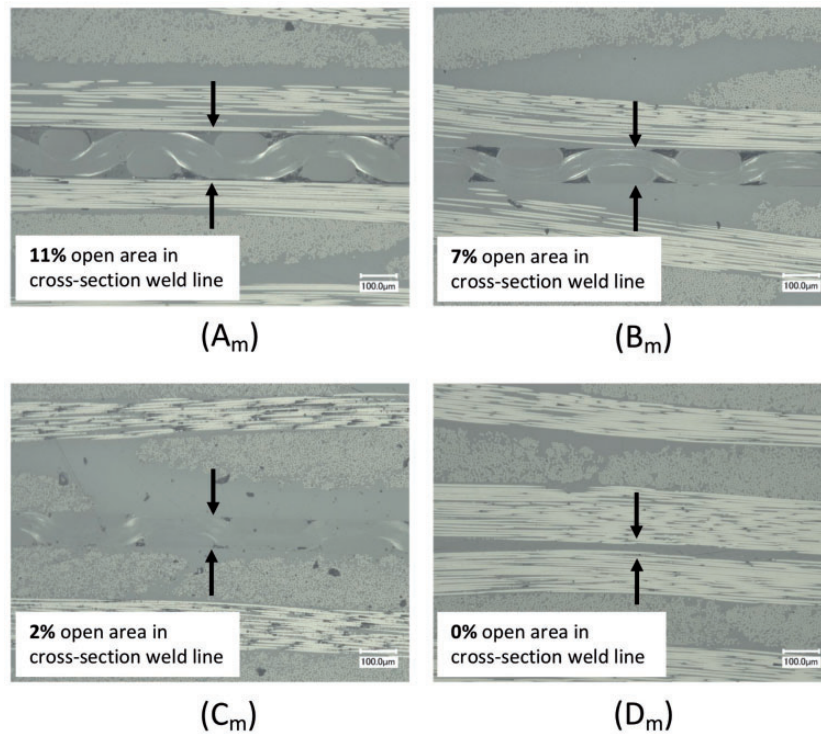 11% open area in
cross-section weld line
100.0µm
(Am)
7% open area in
cross-section weld line
100.0µm
(Bm)
2% open area in
cross-section weld line
100.0µm
(Cm)
0% open area in
cross-section weld line
100.0µm
(Dm)